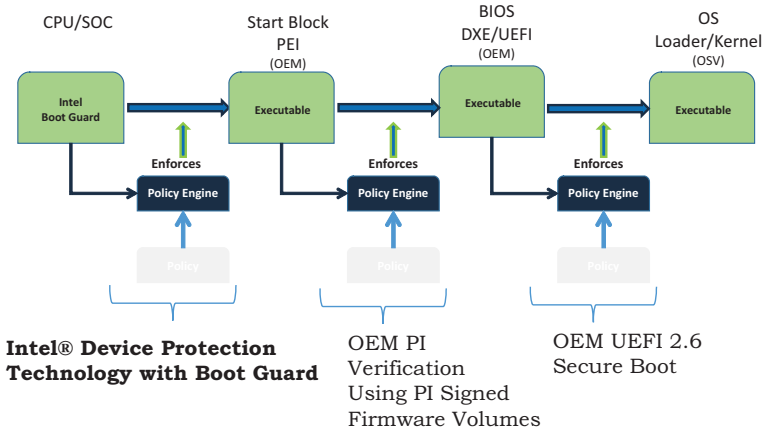 CPU/SOC
Start Block
PEI
(OEM)
BIOS
DXE/UEFI
(OEM)
OS
Loader/Kernel
(OSV)
Intel
Boot Guard
Executable
Executable
Executable
Enforces
Enforces
Enforces
Policy Engine
Policy Engine
Policy Engine
Policy
Policy
Policy
Intel® Device Protection
Technology with Boot Guard
OEM PI
Verification
Using PI Signed
Firmware Volumes
OEM UEFI 2.6
Secure Boot